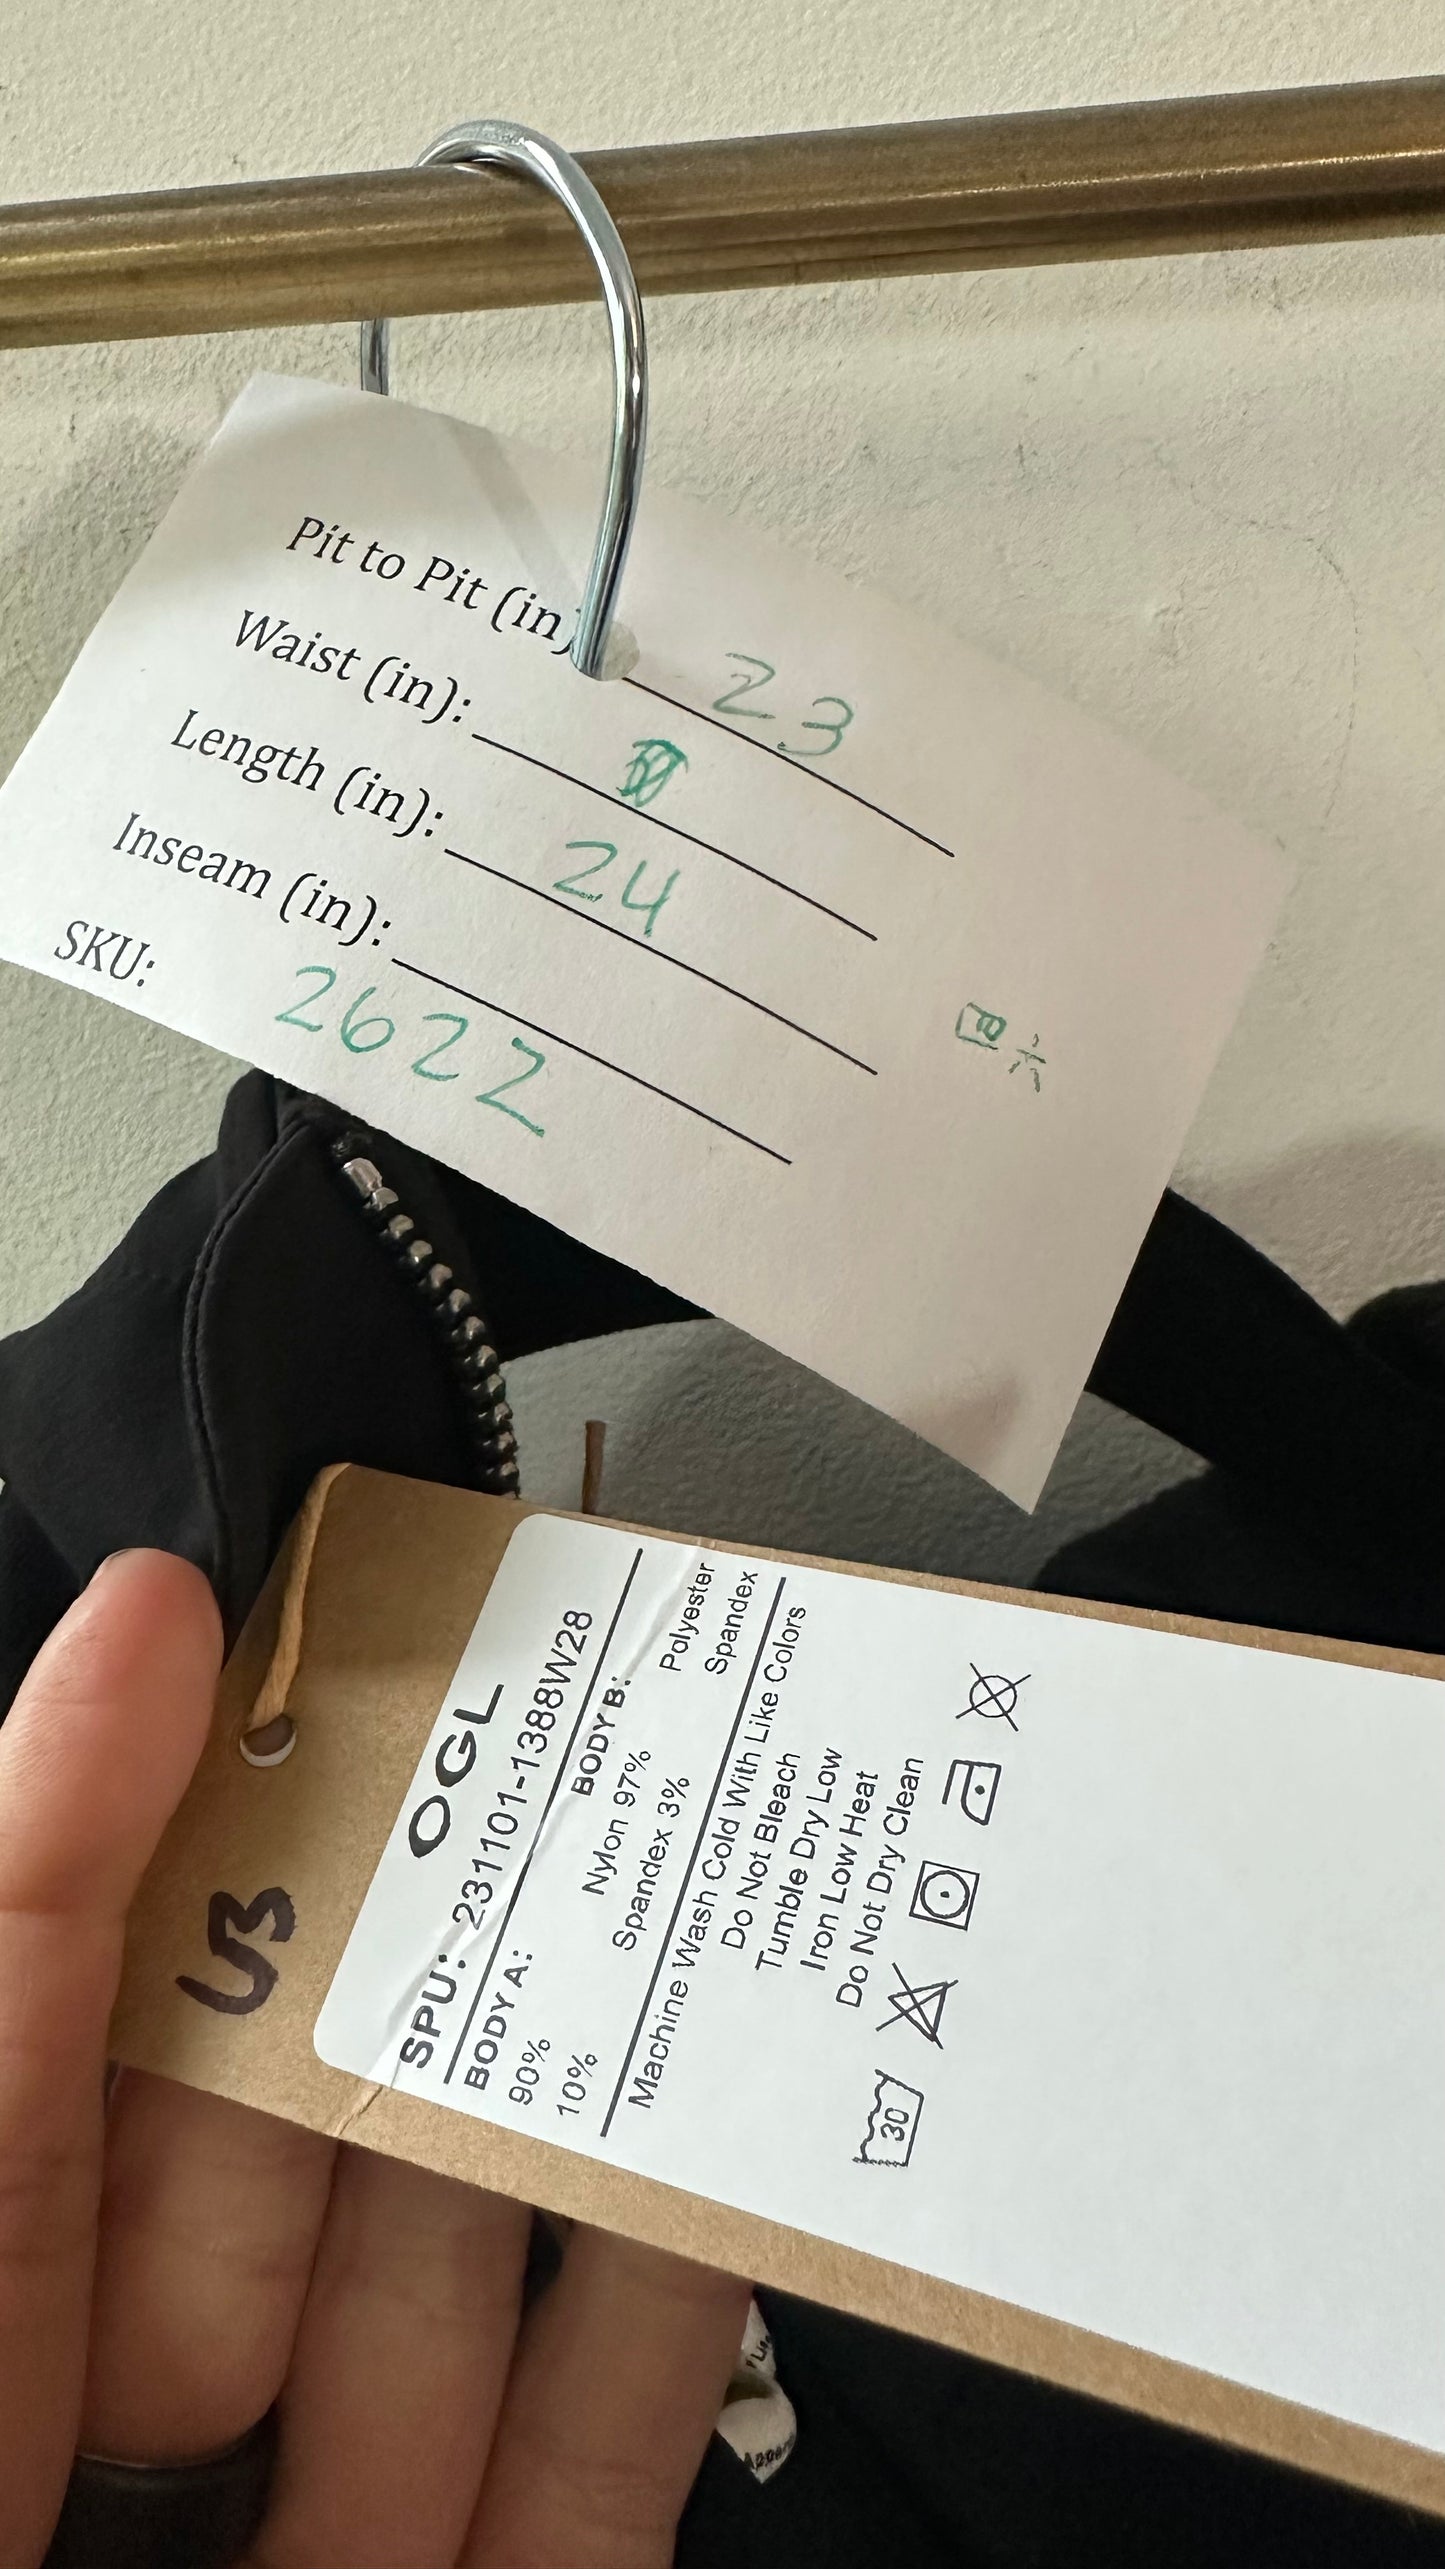 Pit to Pit (in) 23
Waist (in):
Length (in): 24
Inseam (in):
SKU: 2622
OGL
SPU: 231101-1388W28
BODY A: BODY B:
90% Nylon 97% Polyester
10% Spandex 3% Spandex
Machine Wash Cold With Like Colors
Do Not Bleach
Tumble Dry Low
Iron Low Heat
Do Not Dry Clean
30